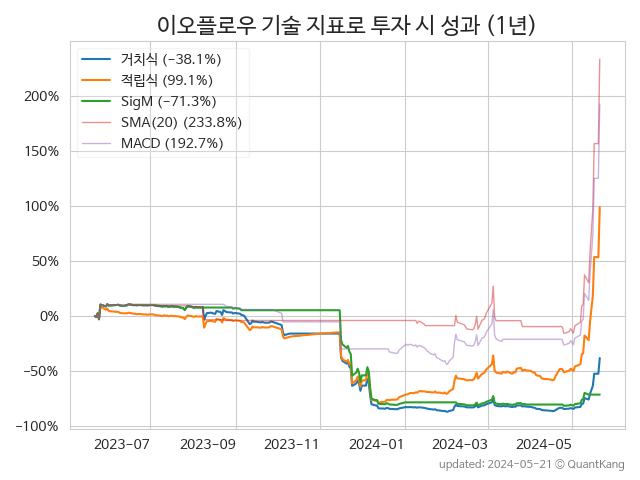 이오플로우 기술 지표로 투자 시 성과 (1년)
거치식 (−38.1%)
적립식 (99.1%)
SigM (−71.3%)
SMA(20) (233.8%)
MACD (192.7%)
200%
150%
100%
50%
0%
−50%
−100%
2023−07 2023−09 2023−11 2024−01 2024−03 2024−05
updated: 2024−05−21 © QuantKang